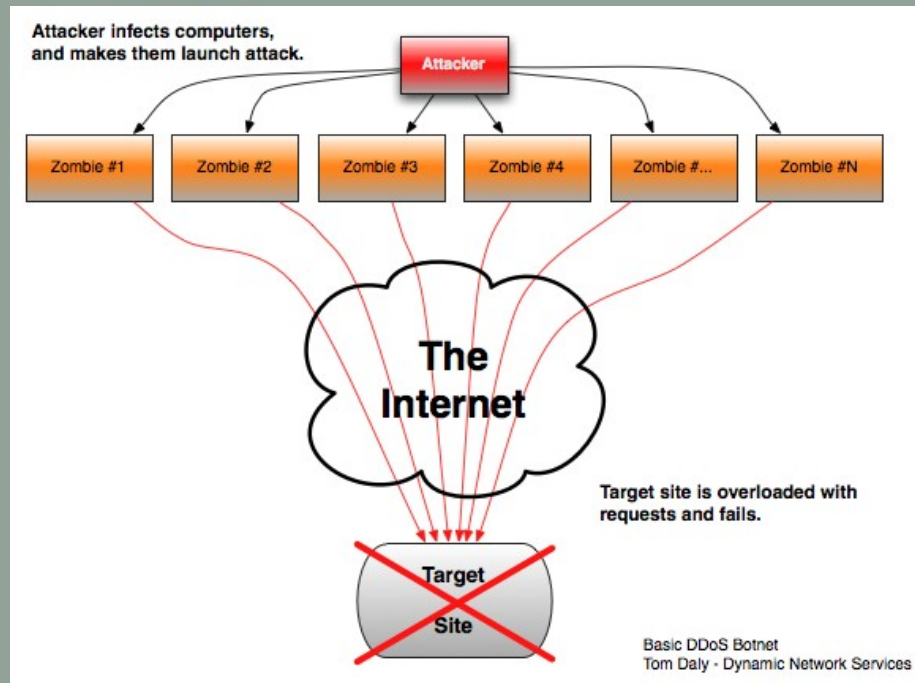 Attacker infects computers,
and makes them launch attack.
Attacker
Zombie #1
Zombie #2
Zombie #3
Zombie #4
Zombie #...
Zombie #N
The
Internet
Target site is overloaded with
requests and fails.
Target
Site
Basic DDoS Botnet
Tom Daly - Dynamic Network Services